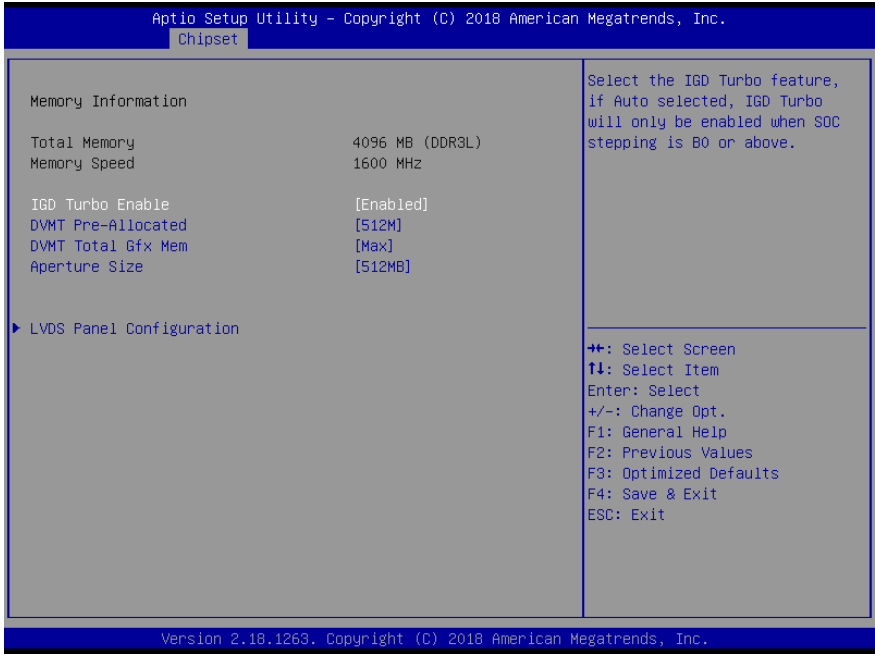 Aptio Setup Utility – Copyright (C) 2018 American Megatrends, Inc.
Chipset
Memory Information
Total Memory 4096 MB (DDR3L)
Memory Speed 1600 MHz
IGD Turbo Enable [Enabled]
DVMT Pre-Allocated [512M]
DVMT Total Gfx Mem [Max]
Aperture Size [512MB]
▶ LVDS Panel Configuration
Select the IGD Turbo feature,
if Auto selected, IGD Turbo
will only be enabled when SOC
stepping is B0 or above.
→←: Select Screen
↑↓: Select Item
Enter: Select
+/-: Change Opt.
F1: General Help
F2: Previous Values
F3: Optimized Defaults
F4: Save & Exit
ESC: Exit
Version 2.18.1263. Copyright (C) 2018 American Megatrends, Inc.